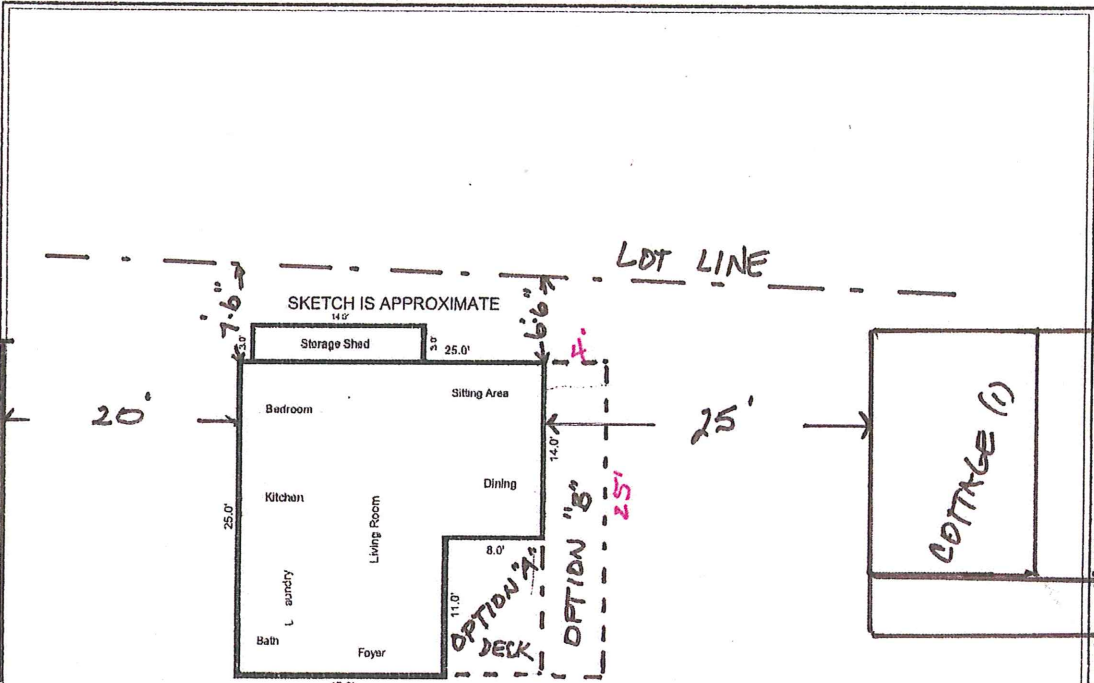 LOT LINE
7'-6"
SKETCH IS APPROXIMATE
6'6"
14.0'
3.0'
Storage Shed
3.0'
25.0'
4'
Sitting Area
Bedroom
20'
25'
14.0'
COTTAGE (1)
Dining
Kitchen
25.0'
Living Room
OPTION "B"
25'
8.0'
11.0'
OPTION "A"
DECK
Laundry
Bath
Foyer